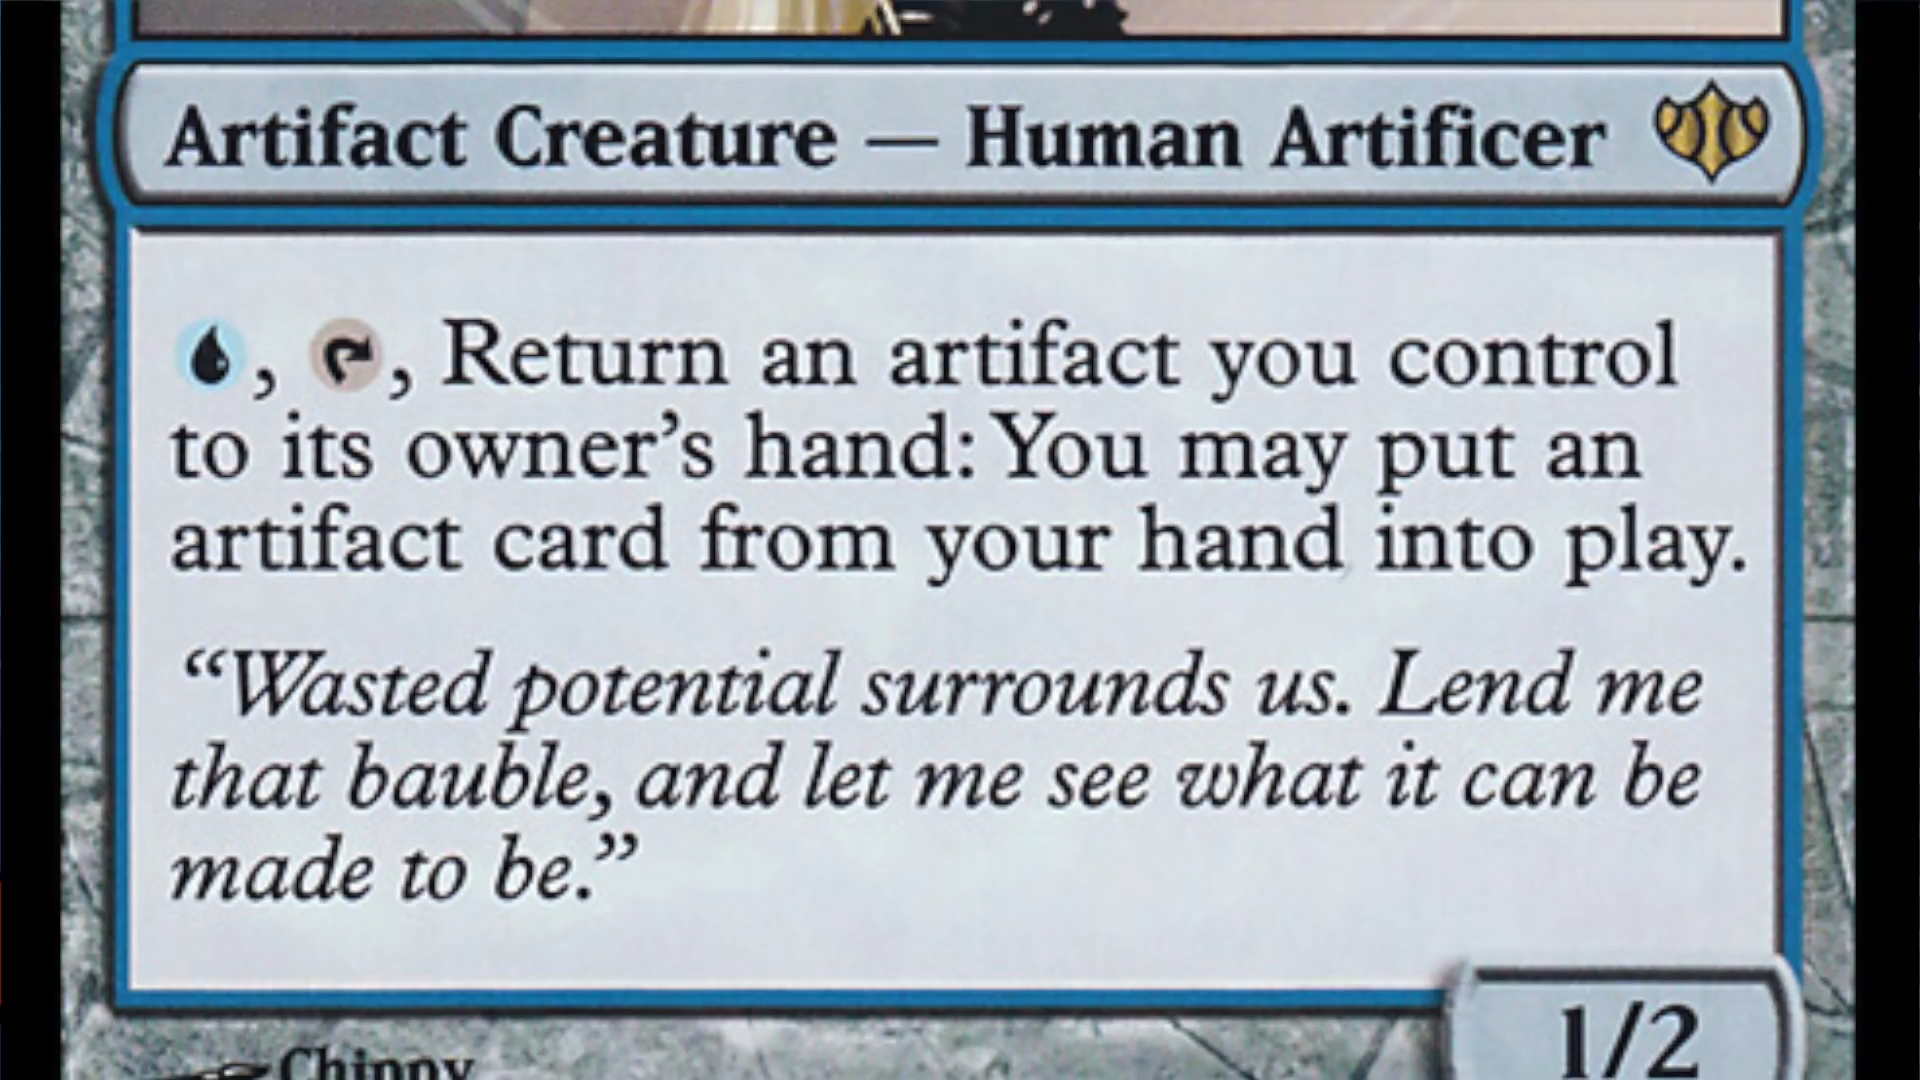 Artifact Creature — Human Artificer
, , Return an artifact you control
to its owner’s hand: You may put an
artifact card from your hand into play.
“Wasted potential surrounds us. Lend me
that bauble, and let me see what it can be
made to be.”
1/2
Chippy